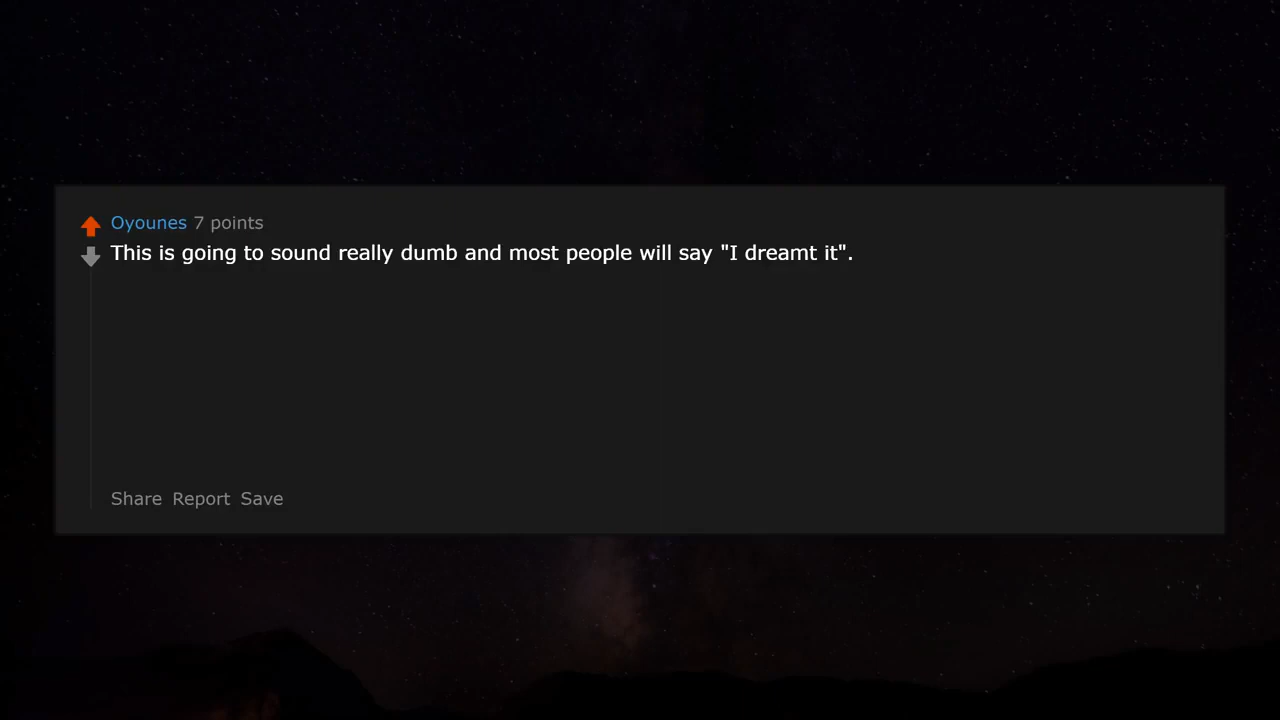 Oyounes 7 points
This is going to sound really dumb and most people will say "I dreamt it".
Share Report Save